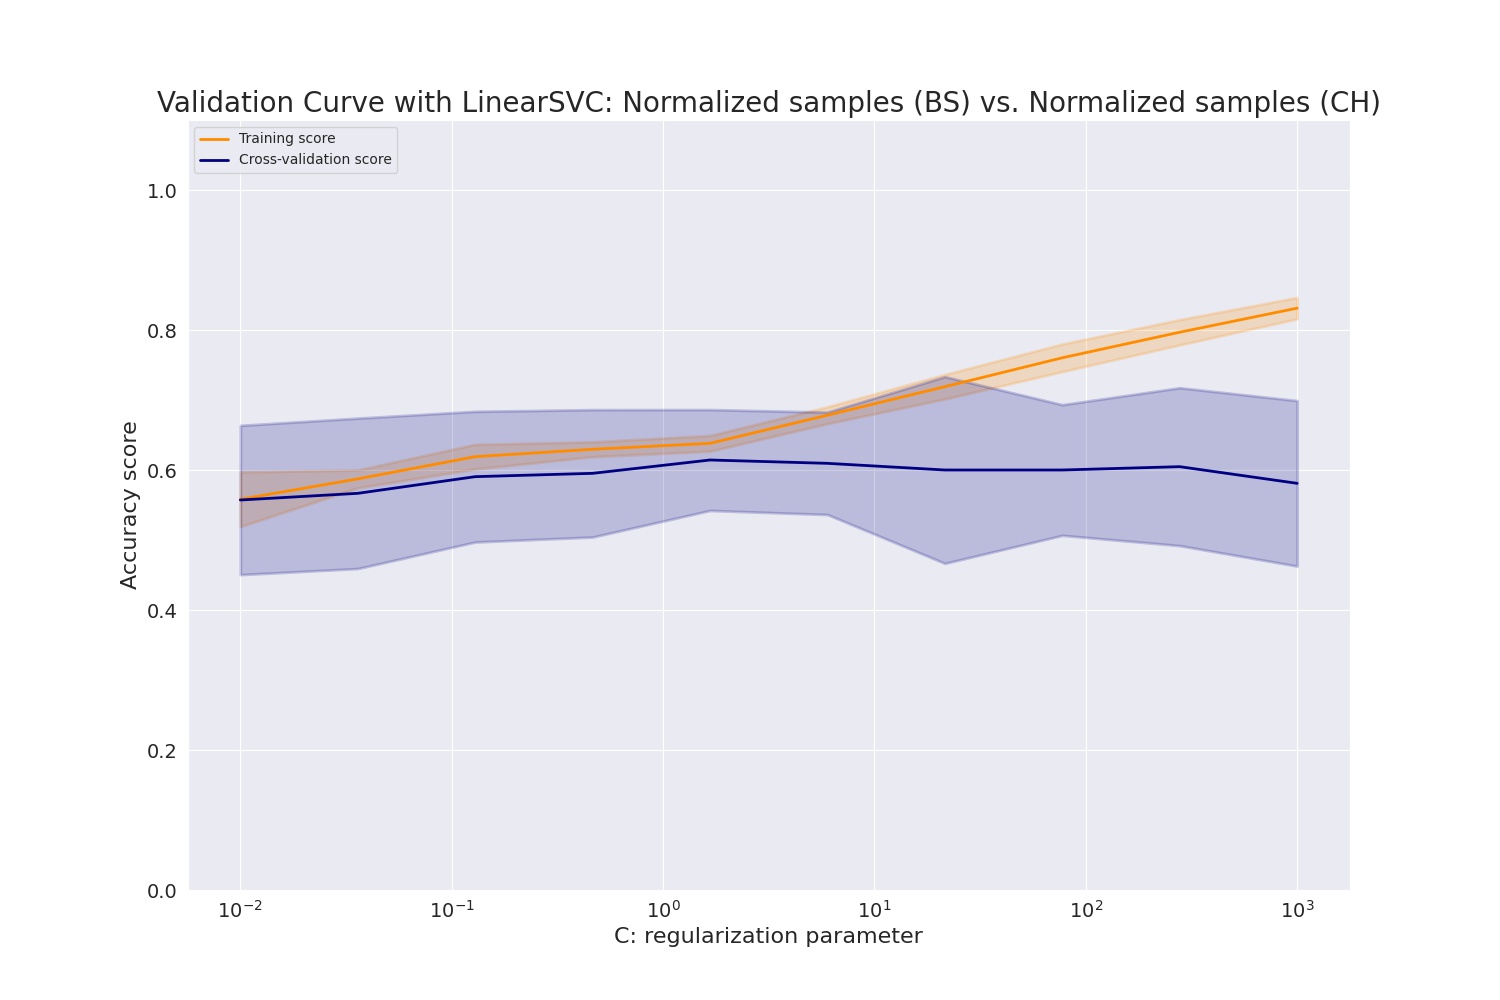 Validation Curve with LinearSVC: Normalized samples (BS) vs. Normalized samples (CH)
Training score
Cross-validation score
1.0
0.8
0.6
0.4
0.2
0.0
Accuracy score
10⁻² 10⁻¹ 10⁰ 10¹ 10² 10³
C: regularization parameter